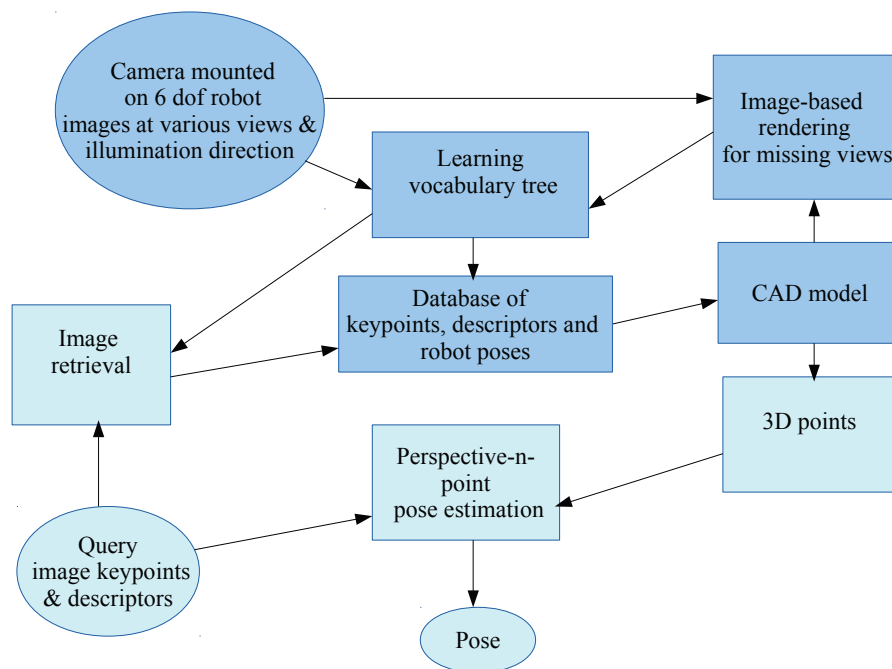 Camera mounted
on 6 dof robot
images at various views &
illumination direction
Image-based
rendering
for missing views
Learning
vocabulary tree
Database of
keypoints, descriptors and
robot poses
CAD model
Image
retrieval
3D points
Perspective-n-
point
pose estimation
Query
image keypoints
& descriptors
Pose